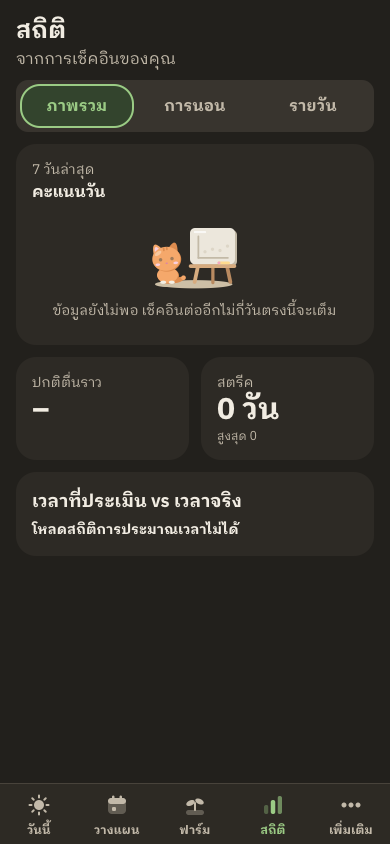 สถิติ
จากการเช็คอินของคุณ
ภาพรวม
การนอน
รายวัน
7 วันล่าสุด
คะแนนวัน
ข้อมูลยังไม่พอ เช็คอินต่ออีกไม่กี่วันตรงนี้จะเต็ม
ปกติตื่นราว
–
สตรีค
0 วัน
สูงสุด 0
เวลาที่ประเมิน vs เวลาจริง
โหลดสถิติการประมาณเวลาไม่ได้
วันนี้
วางแผน
ฟาร์ม
สถิติ
เพิ่มเติม